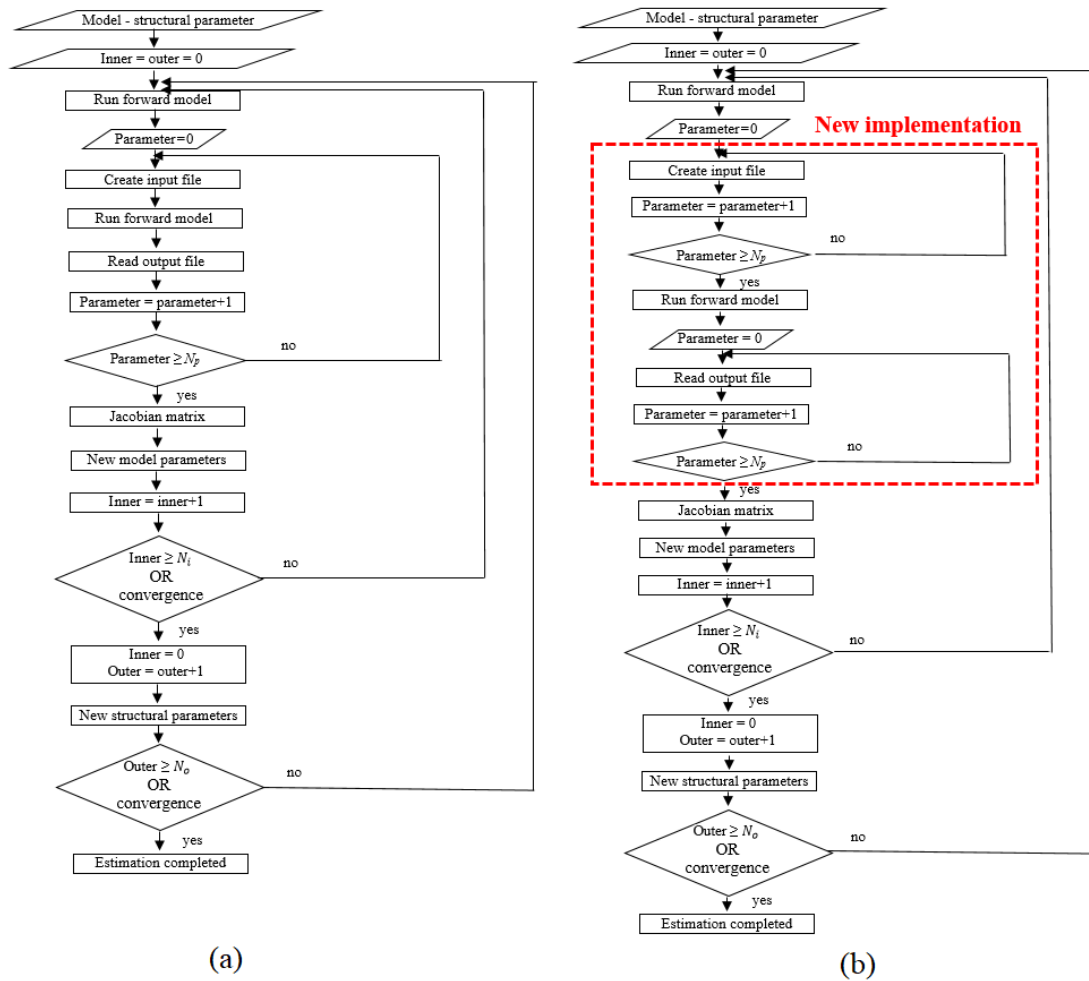 Model - structural parameter
Inner = outer = 0
Run forward model
Parameter=0
Create input file
Run forward model
Read output file
Parameter = parameter+1
Parameter ≥ Nₚ
no
yes
Jacobian matrix
New model parameters
Inner = inner+1
Inner ≥ Nᵢ
OR
convergence
no
yes
Inner = 0
Outer = outer+1
New structural parameters
Outer ≥ Nₒ
OR
convergence
no
yes
Estimation completed
(a)
Model - structural parameter
Inner = outer = 0
Run forward model
Parameter=0
New implementation
Create input file
Parameter = parameter+1
Parameter ≥ Nₚ
no
yes
Run forward model
Parameter = 0
Read output file
Parameter = parameter+1
Parameter ≥ Nₚ
no
yes
Jacobian matrix
New model parameters
Inner = inner+1
Inner ≥ Nᵢ
OR
convergence
no
yes
Inner = 0
Outer = outer+1
New structural parameters
Outer ≥ Nₒ
OR
convergence
no
yes
Estimation completed
(b)